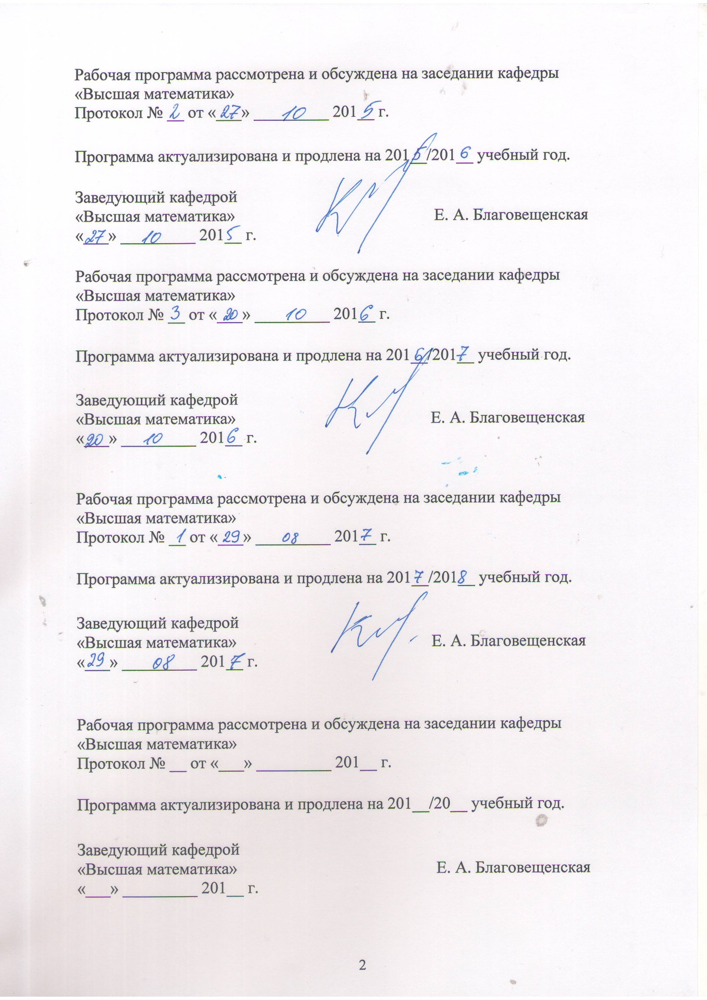 Рабочая программа рассмотрена и обсуждена на заседании кафедры
«Высшая математика»
Протокол № 2 от «27» 10 2015 г.
Программа актуализирована и продлена на 2015/2016 учебный год.
Заведующий кафедрой
«Высшая математика» Е. А. Благовещенская
«27» 10 2015 г.
Рабочая программа рассмотрена и обсуждена на заседании кафедры
«Высшая математика»
Протокол № 3 от «20» 10 2016 г.
Программа актуализирована и продлена на 2016/2017 учебный год.
Заведующий кафедрой
«Высшая математика» Е. А. Благовещенская
«20» 10 2016 г.
Рабочая программа рассмотрена и обсуждена на заседании кафедры
«Высшая математика»
Протокол № 1 от «29» 08 2017 г.
Программа актуализирована и продлена на 2017/2018 учебный год.
Заведующий кафедрой
«Высшая математика» Е. А. Благовещенская
«29» 08 2017 г.
Рабочая программа рассмотрена и обсуждена на заседании кафедры
«Высшая математика»
Протокол № __ от «___» _________ 201__ г.
Программа актуализирована и продлена на 201__/20__ учебный год.
Заведующий кафедрой
«Высшая математика» Е. А. Благовещенская
«___» _________ 201__ г.
2